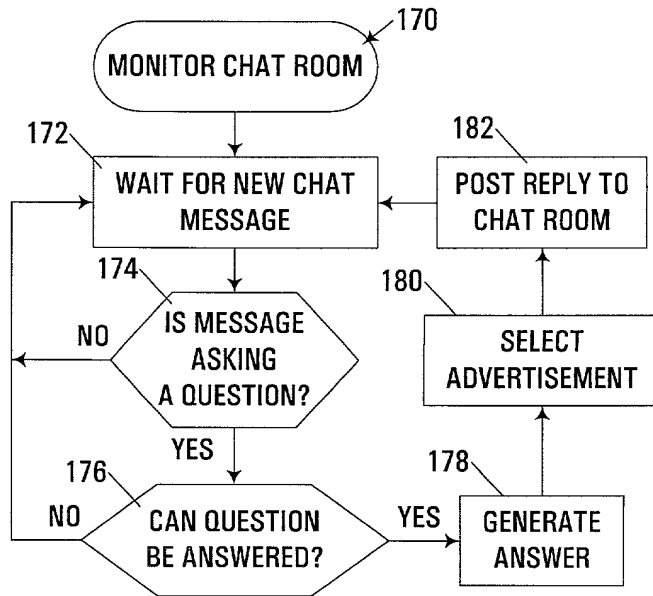 170
MONITOR CHAT ROOM
172
WAIT FOR NEW CHAT
MESSAGE
182
POST REPLY TO
CHAT ROOM
174
NO
IS MESSAGE
ASKING
A QUESTION?
180
SELECT
ADVERTISEMENT
YES
176
NO
CAN QUESTION
BE ANSWERED?
YES
178
GENERATE
ANSWER